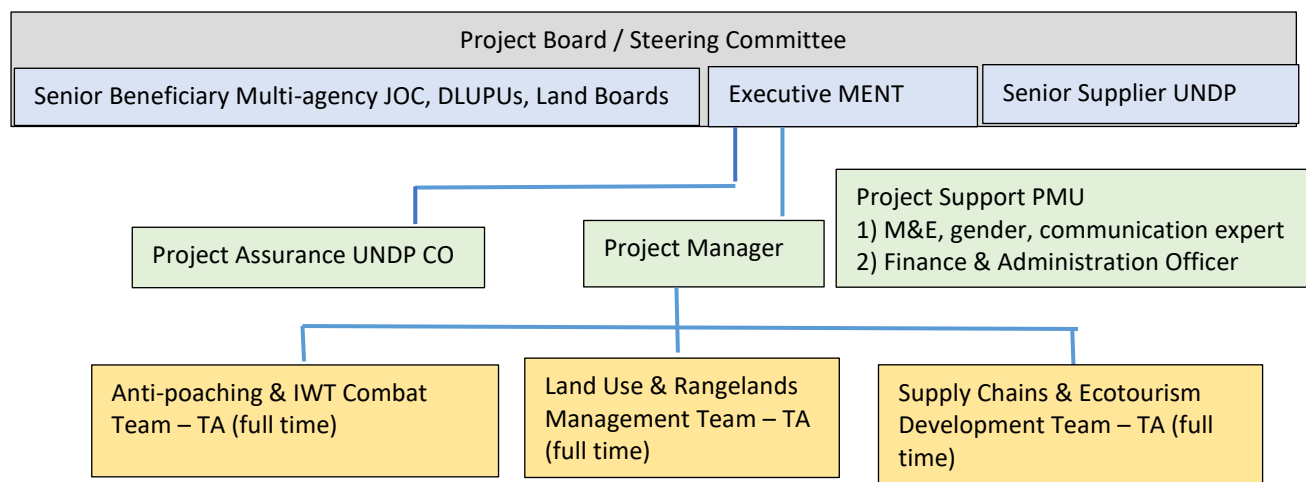 Project Board / Steering Committee
Senior Beneficiary Multi-agency JOC, DLUPUs, Land Boards
Executive MENT
Senior Supplier UNDP
Project Assurance UNDP CO
Project Manager
Project Support PMU
1) M&E, gender, communication expert
2) Finance & Administration Officer
Anti-poaching & IWT Combat
Team – TA (full time)
Land Use & Rangelands
Management Team – TA
(full time)
Supply Chains & Ecotourism
Development Team – TA (full
time)